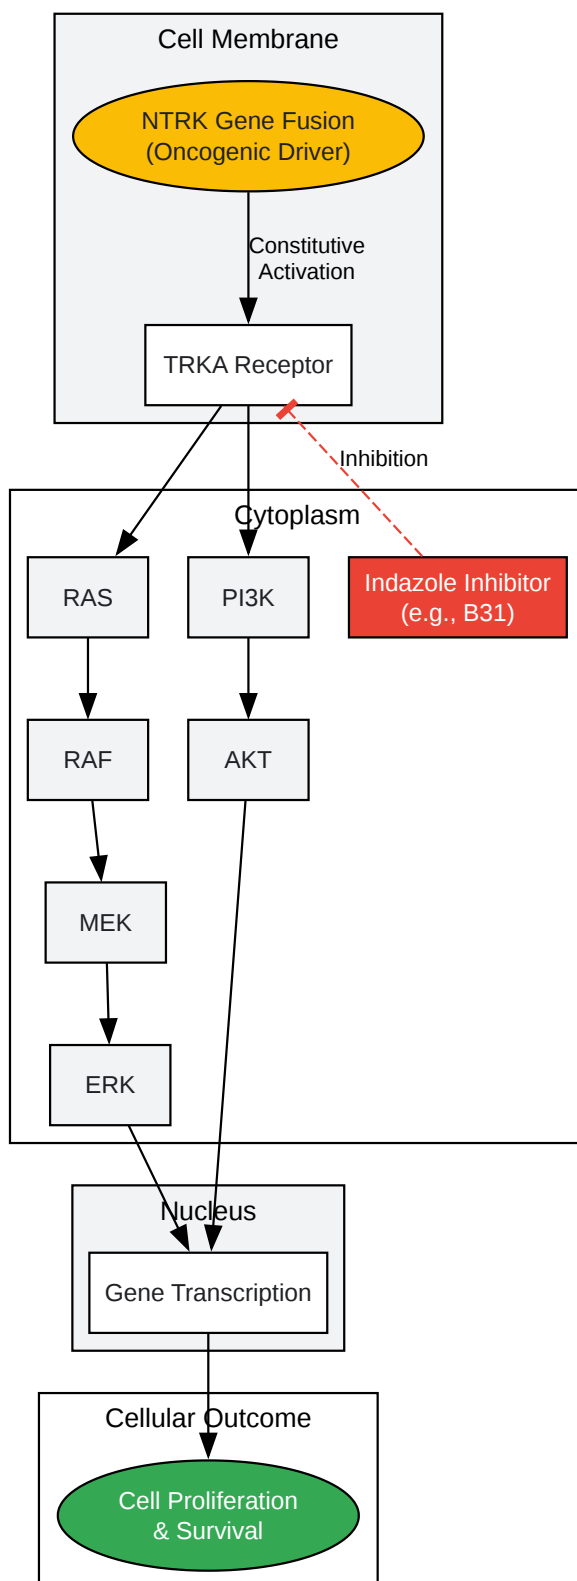 Cell Membrane
NTRK Gene Fusion
(Oncogenic Driver)
Constitutive
Activation
TRKA Receptor
Inhibition
Cytoplasm
RAS
PI3K
Indazole Inhibitor
(e.g., B31)
RAF
AKT
MEK
ERK
Nucleus
Gene Transcription
Cellular Outcome
Cell Proliferation
& Survival